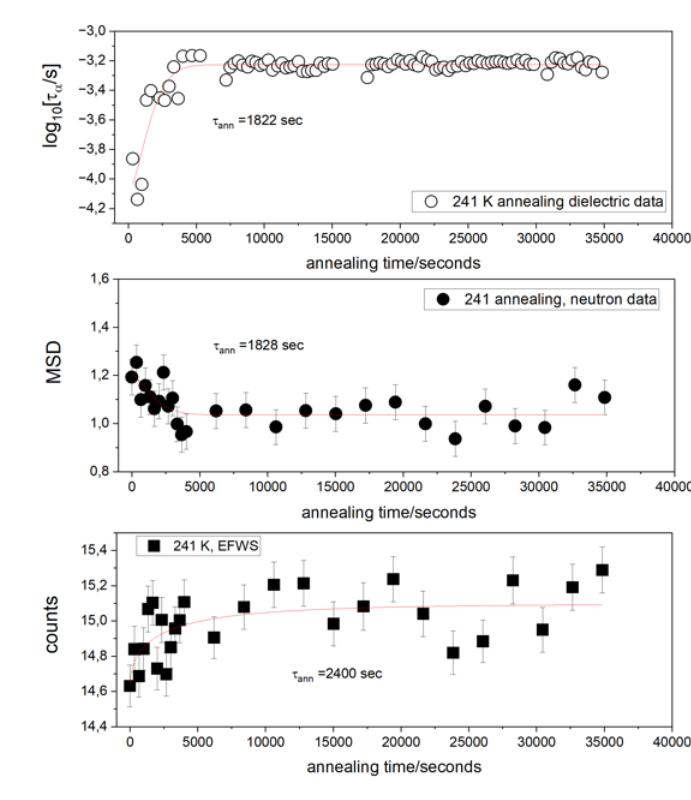 −3,0
−3,2
−3,4
−3,6
−3,8
−4,0
−4,2
log10[τα/s]
τann =1822 sec
241 K annealing dielectric data
0 5000 10000 15000 20000 25000 30000 35000 40000
annealing time/seconds
1,6
1,4
1,2
1,0
0,8
MSD
241 annealing, neutron data
τann =1828 sec
0 5000 10000 15000 20000 25000 30000 35000 40000
annealing time/seconds
15,4
15,2
15,0
14,8
14,6
14,4
counts
241 K, EFWS
τann =2400 sec
0 5000 10000 15000 20000 25000 30000 35000 40000
annealing time/seconds